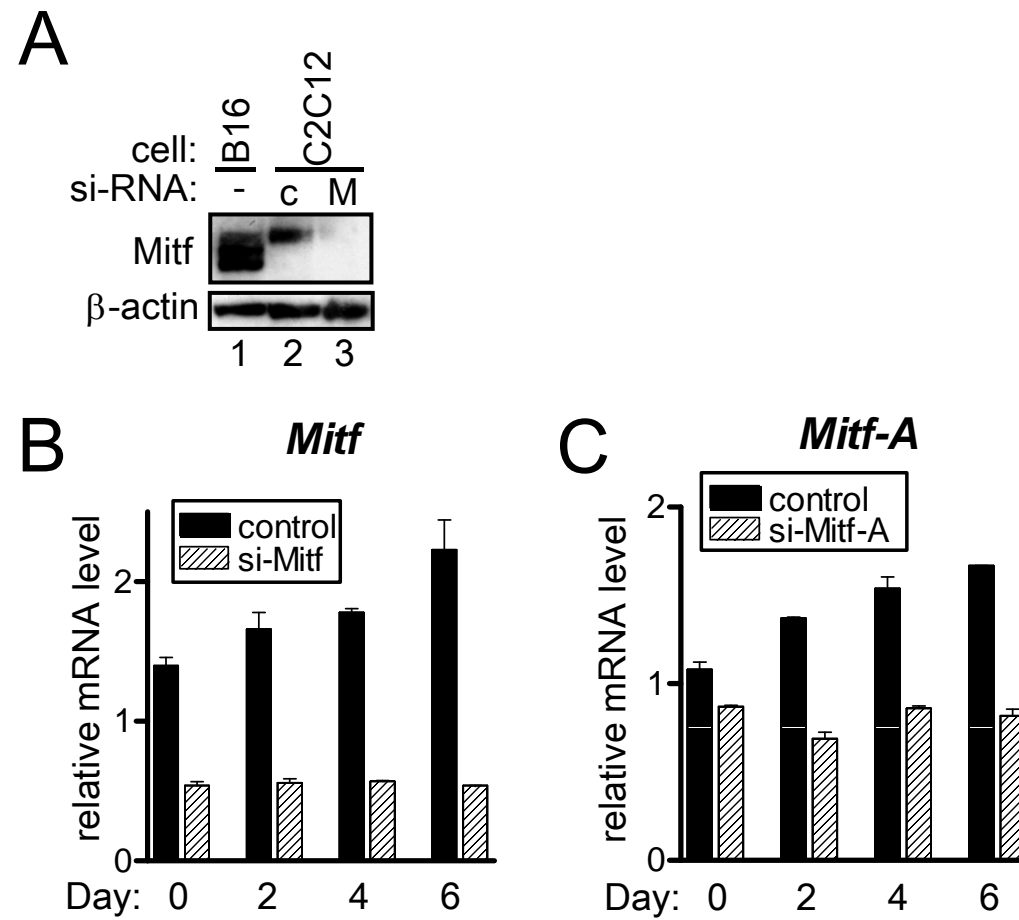 A
B16
C2C12
cell:
si-RNA: - c M
Mitf
β-actin
1 2 3
B
Mitf
control
si-Mitf
relative mRNA level
2
1
0
Day: 0 2 4 6
C
Mitf-A
control
si-Mitf-A
relative mRNA level
2
1
0
Day: 0 2 4 6